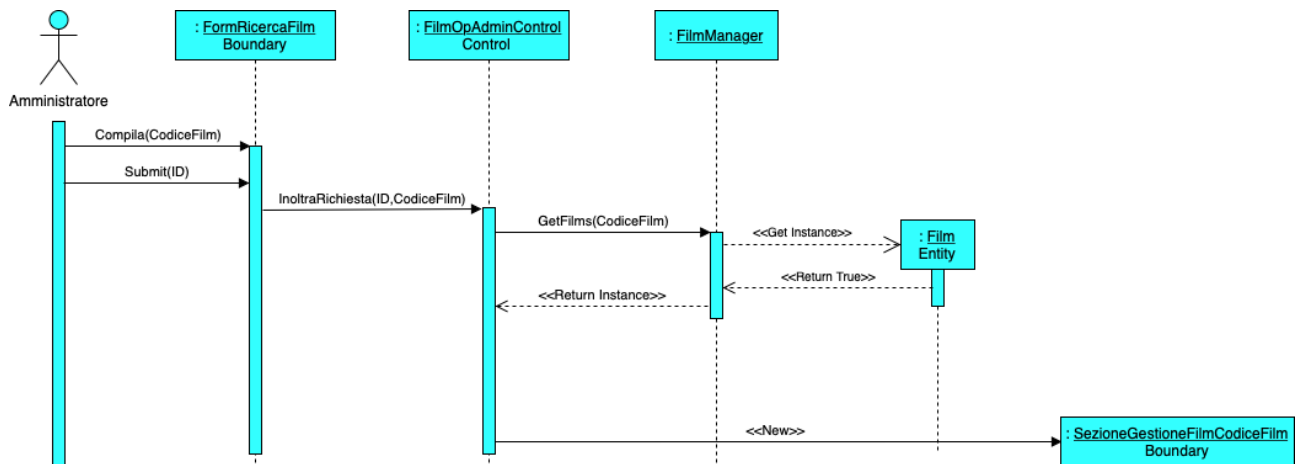 : FormRicercaFilm
Boundary
: FilmOpAdminControl
Control
: FilmManager
Amministratore
Compila(CodiceFilm)
Submit(ID)
InoltraRichiesta(ID,CodiceFilm)
GetFilms(CodiceFilm)
<<Get Instance>>
: Film
Entity
<<Return True>>
<<Return Instance>>
<<New>>
: SezioneGestioneFilmCodiceFilm
Boundary